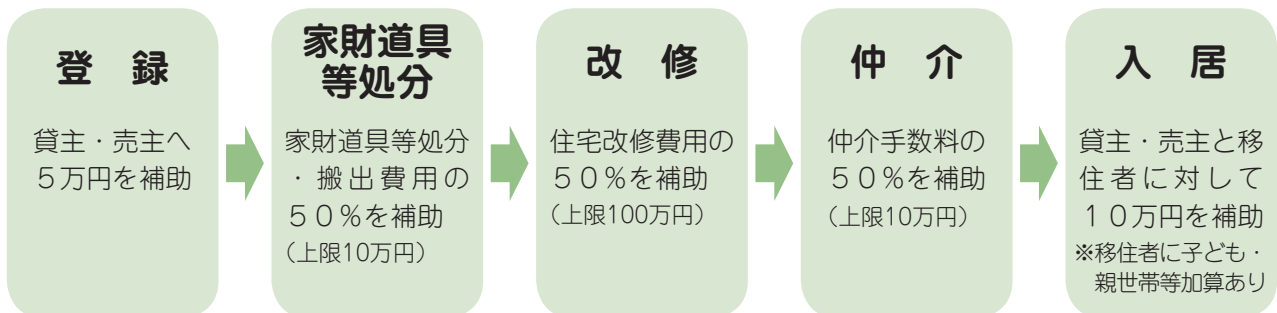 登　録
貸主・売主へ
５万円を補助
家財道具
等処分
家財道具等処分
・搬出費用の
５０％を補助
（上限10万円）
改　修
住宅改修費用の
５０％を補助
（上限100万円）
仲　介
仲介手数料の
５０％を補助
（上限10万円）
入　居
貸主・売主と移
住者に対して
１０万円を補助
※移住者に子ども・
親世帯等加算あり